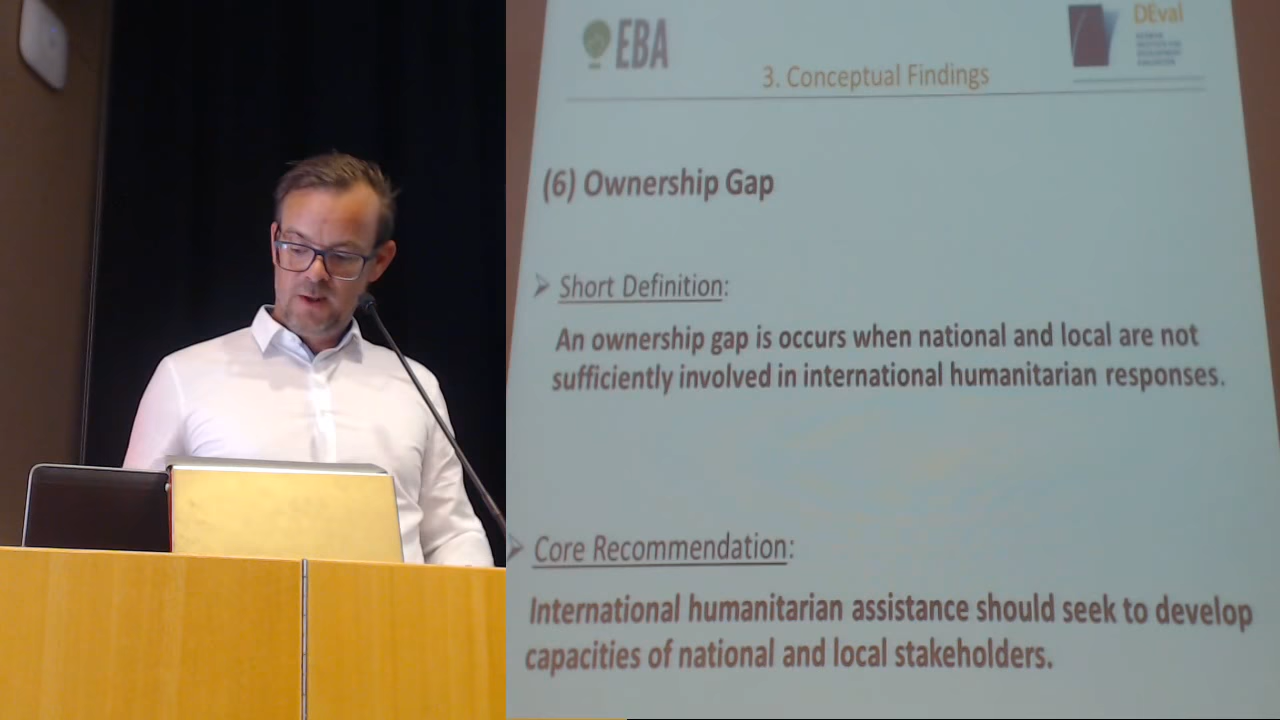 EBA
DEval
3. Conceptual Findings
(6) Ownership Gap
Short Definition:
An ownership gap is occurs when national and local are not
sufficiently involved in international humanitarian responses.
Core Recommendation:
International humanitarian assistance should seek to develop
capacities of national and local stakeholders.